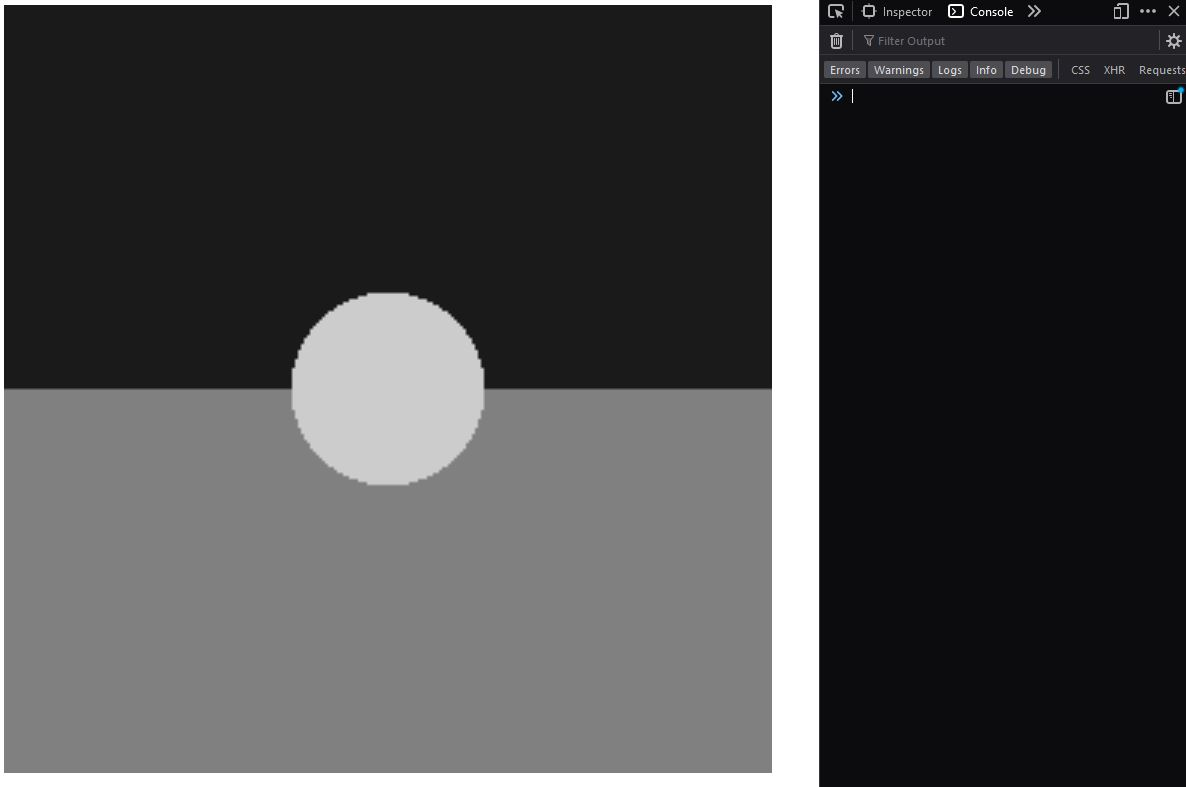 Inspector Console
Filter Output
Errors Warnings Logs Info Debug CSS XHR Requests